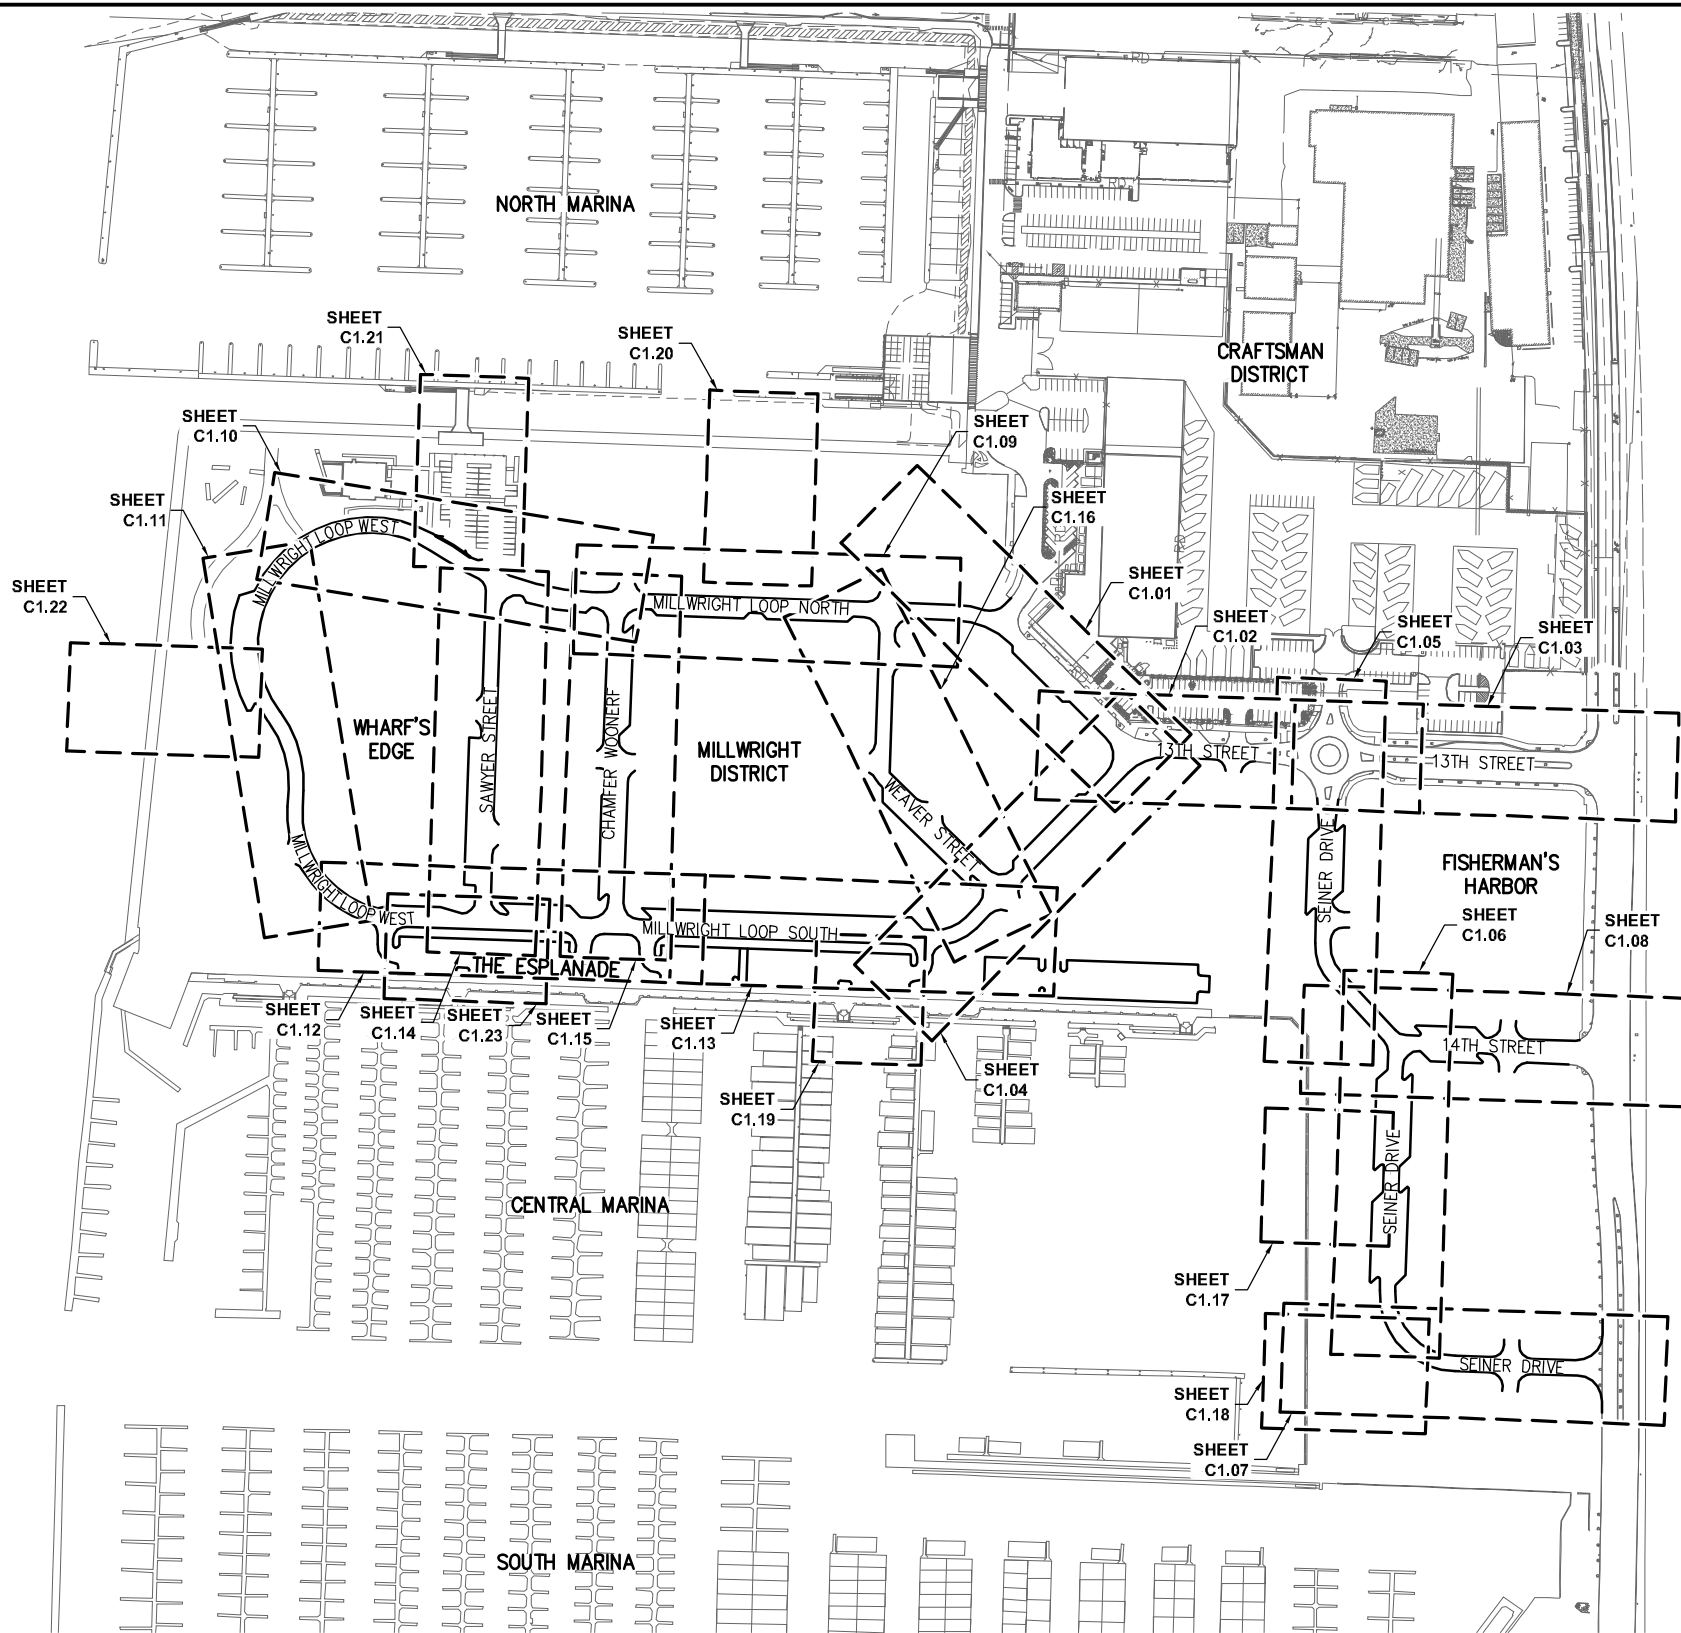 NORTH MARINA
SHEET
C1.21
SHEET
C1.20
CRAFTSMAN
DISTRICT
SHEET
C1.10
SHEET
C1.09
SHEET
C1.11
SHEET
C1.16
MILLWRIGHT LOOP WEST
SHEET
C1.22
MILLWRIGHT LOOP NORTH
SHEET
C1.01
SHEET
C1.02
SHEET
C1.05
SHEET
C1.03
WHARF'S
EDGE
SAWYER STREET
CHAMFER WOONERF
MILLWRIGHT
DISTRICT
13TH STREET
13TH STREET
WEAVER STREET
SEINER DRIVE
FISHERMAN'S
HARBOR
MILLWRIGHT LOOP WEST
MILLWRIGHT LOOP SOUTH
SHEET
C1.06
SHEET
C1.08
THE ESPLANADE
SHEET
C1.12
SHEET
C1.14
SHEET
C1.23
SHEET
C1.15
SHEET
C1.13
14TH STREET
SHEET
C1.04
SHEET
C1.19
SEINER DRIVE
CENTRAL MARINA
SHEET
C1.17
SEINER DRIVE
SHEET
C1.18
SHEET
C1.07
SOUTH MARINA